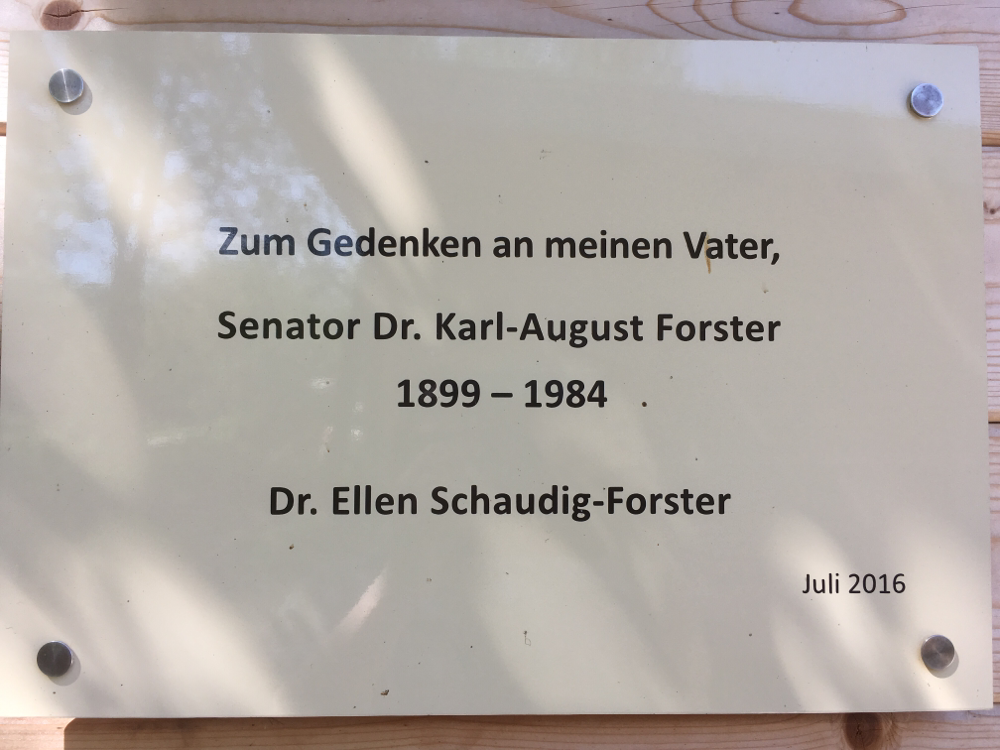 Zum Gedenken an meinen Vater,
Senator Dr. Karl-August Forster
1899 – 1984
Dr. Ellen Schaudig-Forster
Juli 2016